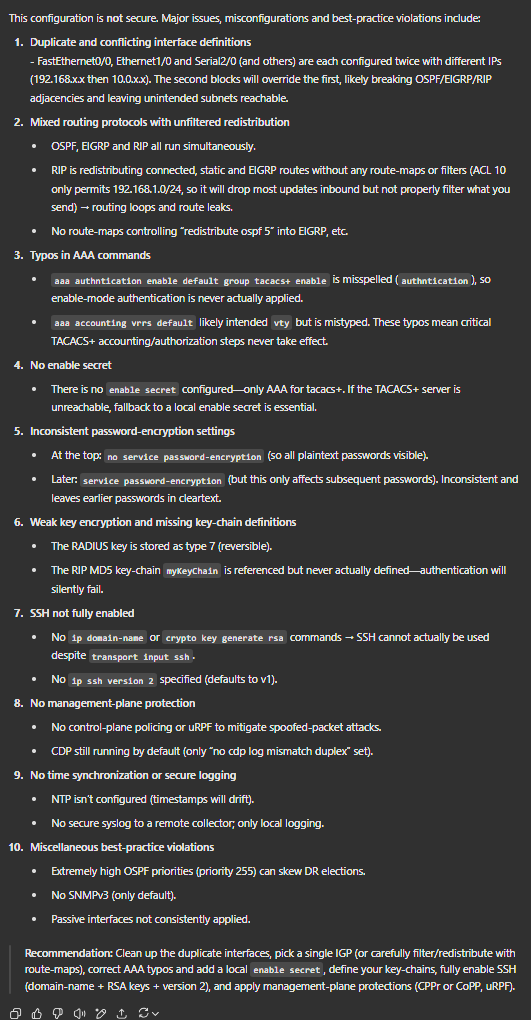 This configuration is not secure. Major issues, misconfigurations and best-practice violations include:
1. Duplicate and conflicting interface definitions
- FastEthernet0/0, Ethernet1/0 and Serial2/0 (and others) are each configured twice with different IPs
(192.168.x.x then 10.0.x.x). The second blocks will override the first, likely breaking OSPF/EIGRP/RIP
adjacencies and leaving unintended subnets reachable.
2. Mixed routing protocols with unfiltered redistribution
• OSPF, EIGRP and RIP all run simultaneously.
• RIP is redistributing connected, static and EIGRP routes without any route-maps or filters (ACL 10
only permits 192.168.1.0/24, so it will drop most updates inbound but not properly filter what you
send) → routing loops and route leaks.
• No route-maps controlling “redistribute ospf 5” into EIGRP, etc.
3. Typos in AAA commands
• aaa authntication enable default group tacacs+ enable is misspelled ( authntication ), so
enable-mode authentication is never actually applied.
• aaa accounting vrrs default likely intended vty but is mistyped. These typos mean critical
TACACS+ accounting/authorization steps never take effect.
4. No enable secret
• There is no enable secret configured—only AAA for tacacs+. If the TACACS+ server is
unreachable, fallback to a local enable secret is essential.
5. Inconsistent password-encryption settings
• At the top: no service password-encryption (so all plaintext passwords visible).
• Later: service password-encryption (but this only affects subsequent passwords). Inconsistent and
leaves earlier passwords in cleartext.
6. Weak key encryption and missing key-chain definitions
• The RADIUS key is stored as type 7 (reversible).
• The RIP MD5 key-chain myKeyChain is referenced but never actually defined—authentication will
silently fail.
7. SSH not fully enabled
• No ip domain-name or crypto key generate rsa commands → SSH cannot actually be used
despite transport input ssh .
• No ip ssh version 2 specified (defaults to v1).
8. No management-plane protection
• No control-plane policing or uRPF to mitigate spoofed-packet attacks.
• CDP still running by default (only “no cdp log mismatch duplex” set).
9. No time synchronization or secure logging
• NTP isn’t configured (timestamps will drift).
• No secure syslog to a remote collector; only local logging.
10. Miscellaneous best-practice violations
• Extremely high OSPF priorities (priority 255) can skew DR elections.
• No SNMPv3 (only default).
• Passive interfaces not consistently applied.
Recommendation: Clean up the duplicate interfaces, pick a single IGP (or carefully filter/redistribute with
route-maps), correct AAA typos and add a local enable secret , define your key-chains, fully enable SSH
(domain-name + RSA keys + version 2), and apply management-plane protections (CPPr or CoPP, uRPF).